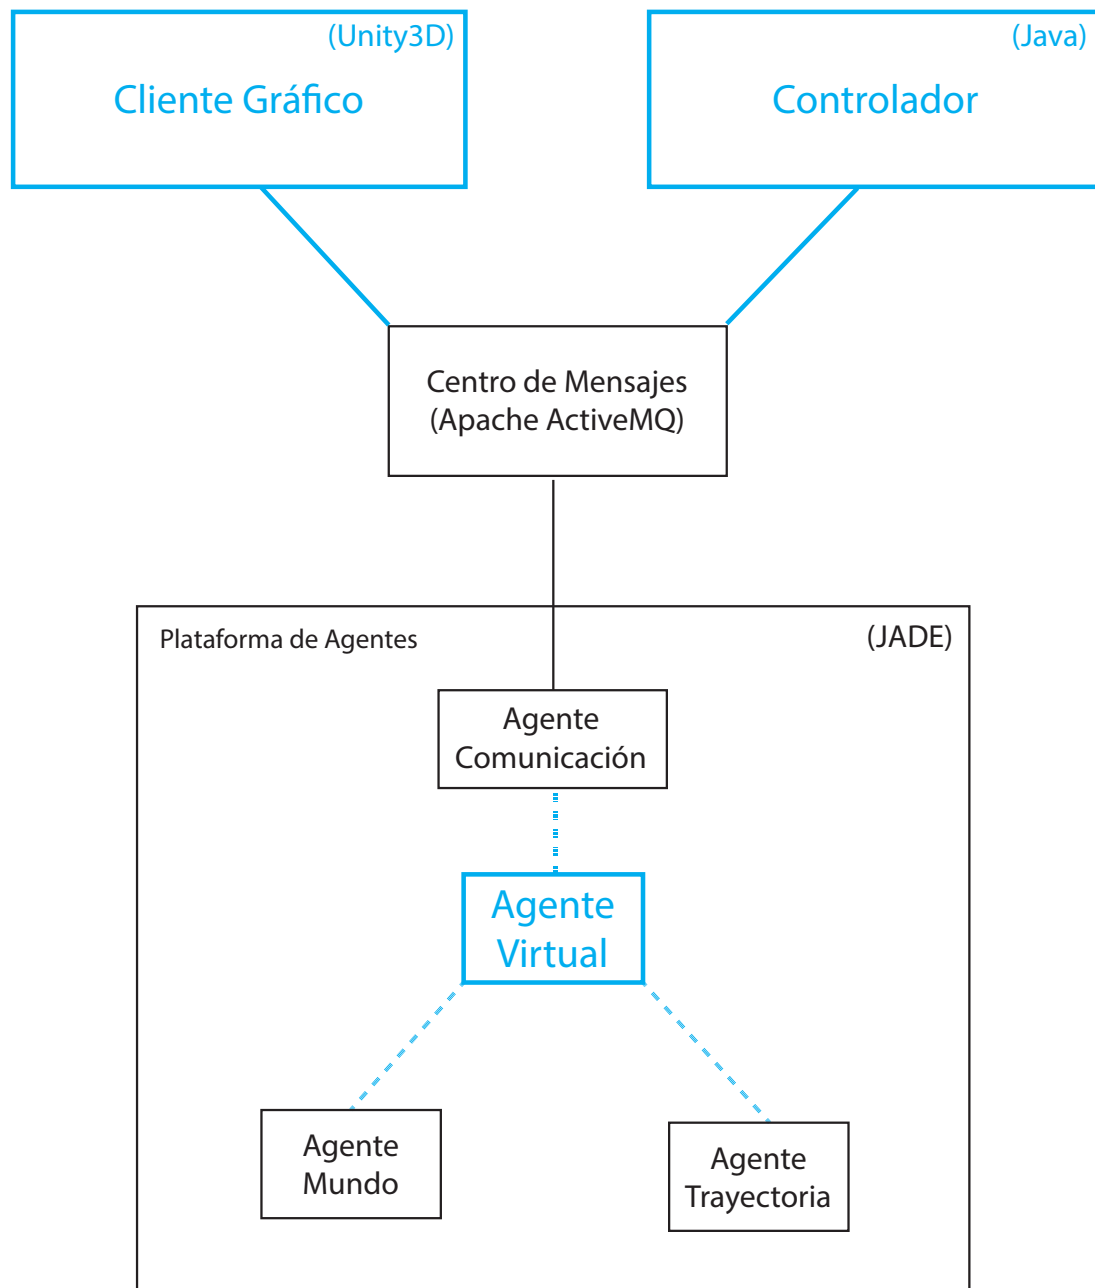 (Unity3D)
Cliente Gráfico
(Java)
Controlador
Centro de Mensajes
(Apache ActiveMQ)
Plataforma de Agentes
(JADE)
Agente
Comunicación
Agente
Virtual
Agente
Mundo
Agente
Trayectoria